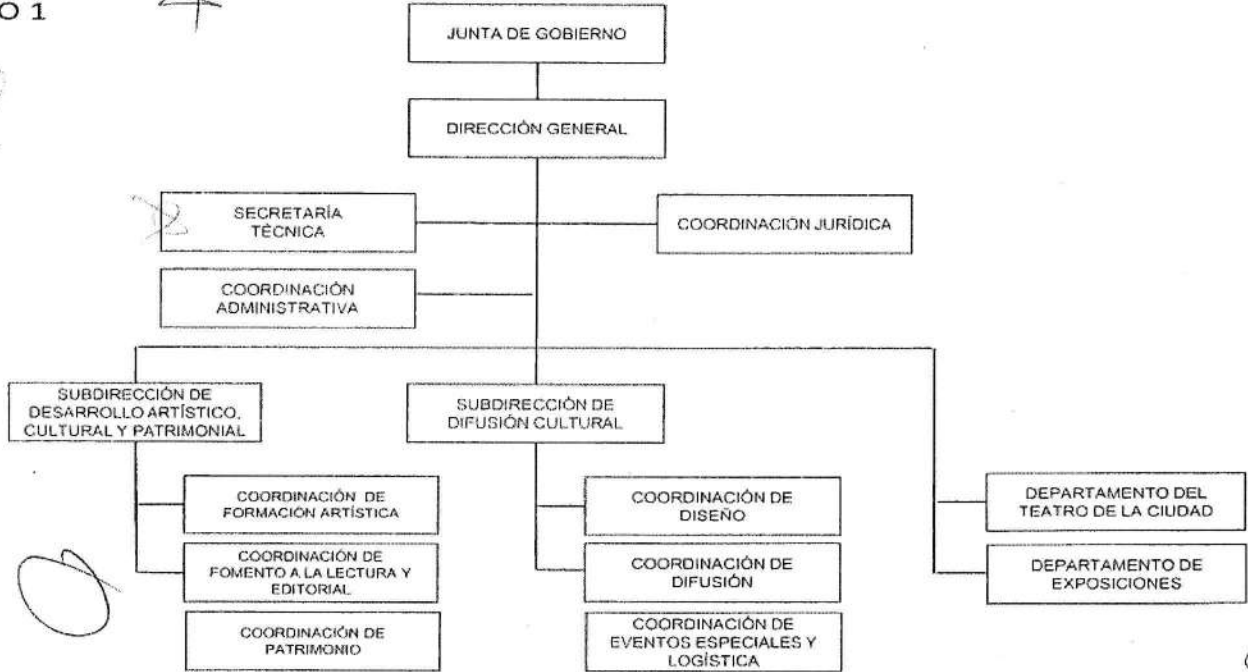 O 1
JUNTA DE GOBIERNO
DIRECCIÓN GENERAL
SECRETARÍA
TÉCNICA
COORDINACIÓN JURÍDICA
COORDINACIÓN
ADMINISTRATIVA
SUBDIRECCIÓN DE
DESARROLLO ARTÍSTICO,
CULTURAL Y PATRIMONIAL
SUBDIRECCIÓN DE
DIFUSIÓN CULTURAL
COORDINACIÓN DE
FORMACIÓN ARTÍSTICA
COORDINACIÓN DE
FOMENTO A LA LECTURA Y
EDITORIAL
COORDINACIÓN DE
PATRIMONIO
COORDINACIÓN DE
DISEÑO
COORDINACIÓN DE
DIFUSIÓN
COORDINACIÓN DE
EVENTOS ESPECIALES Y
LOGÍSTICA
DEPARTAMENTO DEL
TEATRO DE LA CIUDAD
DEPARTAMENTO DE
EXPOSICIONES